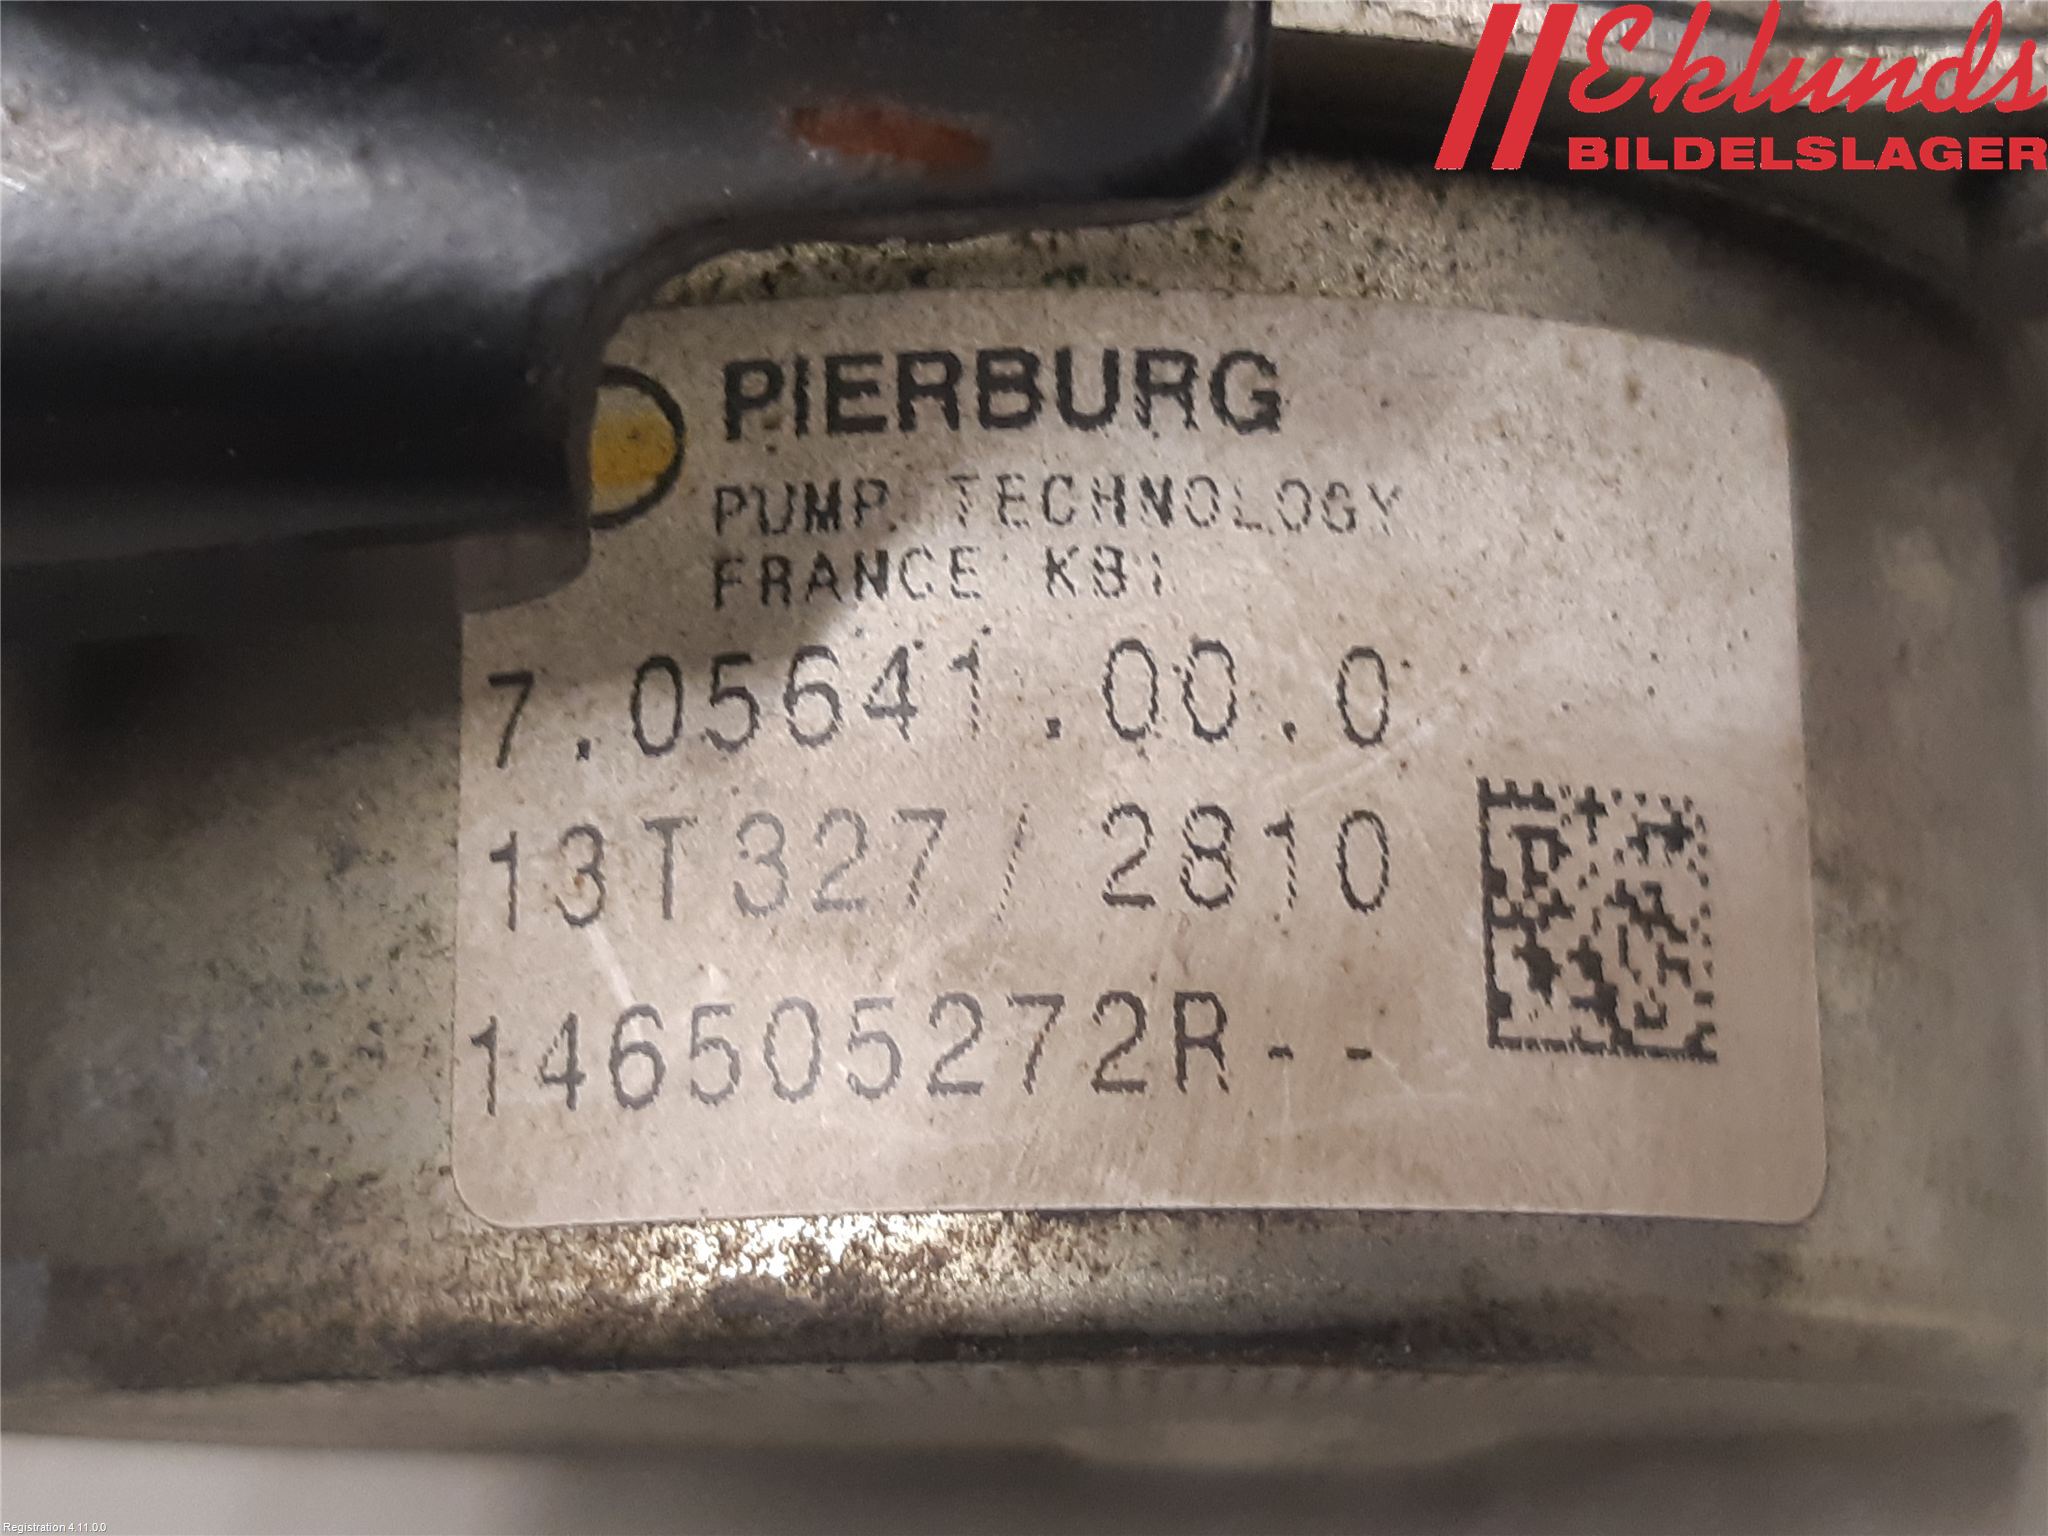 Eklunds
BILDELSLAGER
PIERBURG
PUMP TECHNOLOGY
FRANCE KB1
7.05641.00.0
13T327/2810
146505272R--
Registration 4.11.0.0